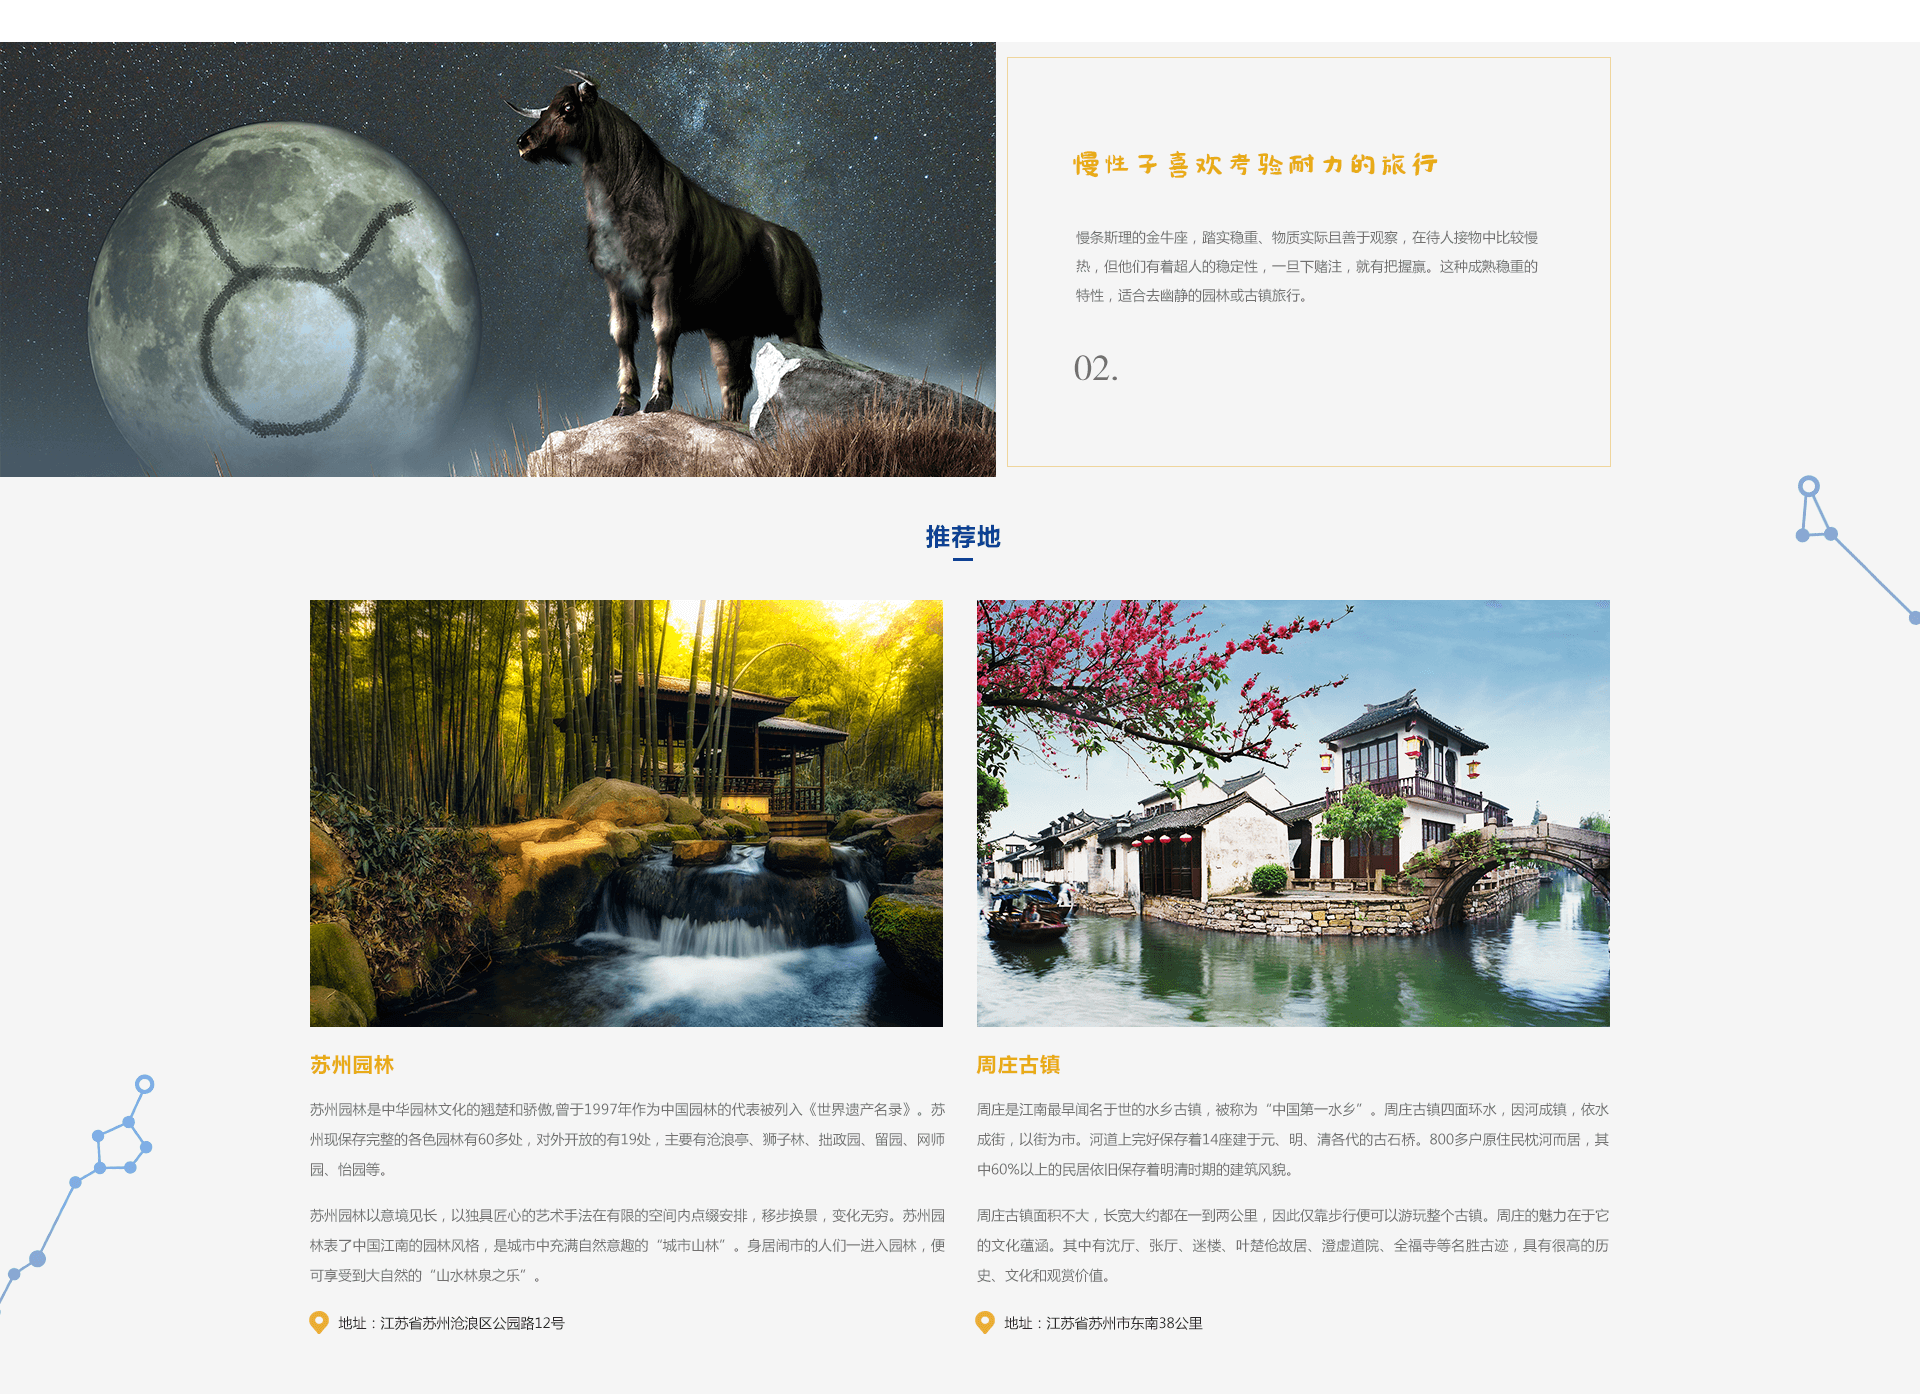 慢性子喜欢考验耐力的旅行
慢条斯理的金牛座，踏实稳重、物质实际且善于观察，在待人接物中比较慢
热，但他们有着超人的稳定性，一旦下赌注，就有把握赢。这种成熟稳重的
特性，适合去幽静的园林或古镇旅行。
02.
推荐地
苏州园林
苏州园林是中华园林文化的翘楚和骄傲,曾于1997年作为中国园林的代表被列入《世界遗产名录》。苏
州现保存完整的各色园林有60多处，对外开放的有19处，主要有沧浪亭、狮子林、拙政园、留园、网师
园、怡园等。
苏州园林以意境见长，以独具匠心的艺术手法在有限的空间内点缀安排，移步换景，变化无穷。苏州园
林表了中国江南的园林风格，是城市中充满自然意趣的“城市山林”。身居闹市的人们一进入园林，便
可享受到大自然的“山水林泉之乐”。
地址：江苏省苏州沧浪区公园路12号
周庄古镇
周庄是江南最早闻名于世的水乡古镇，被称为“中国第一水乡”。周庄古镇四面环水，因河成镇，依水
成街，以街为市。河道上完好保存着14座建于元、明、清各代的古石桥。800多户原住民枕河而居，其
中60%以上的民居依旧保存着明清时期的建筑风貌。
周庄古镇面积不大，长宽大约都在一到两公里，因此仅靠步行便可以游玩整个古镇。周庄的魅力在于它
的文化蕴涵。其中有沈厅、张厅、迷楼、叶楚伧故居、澄虚道院、全福寺等名胜古迹，具有很高的历
史、文化和观赏价值。
地址：江苏省苏州市东南38公里